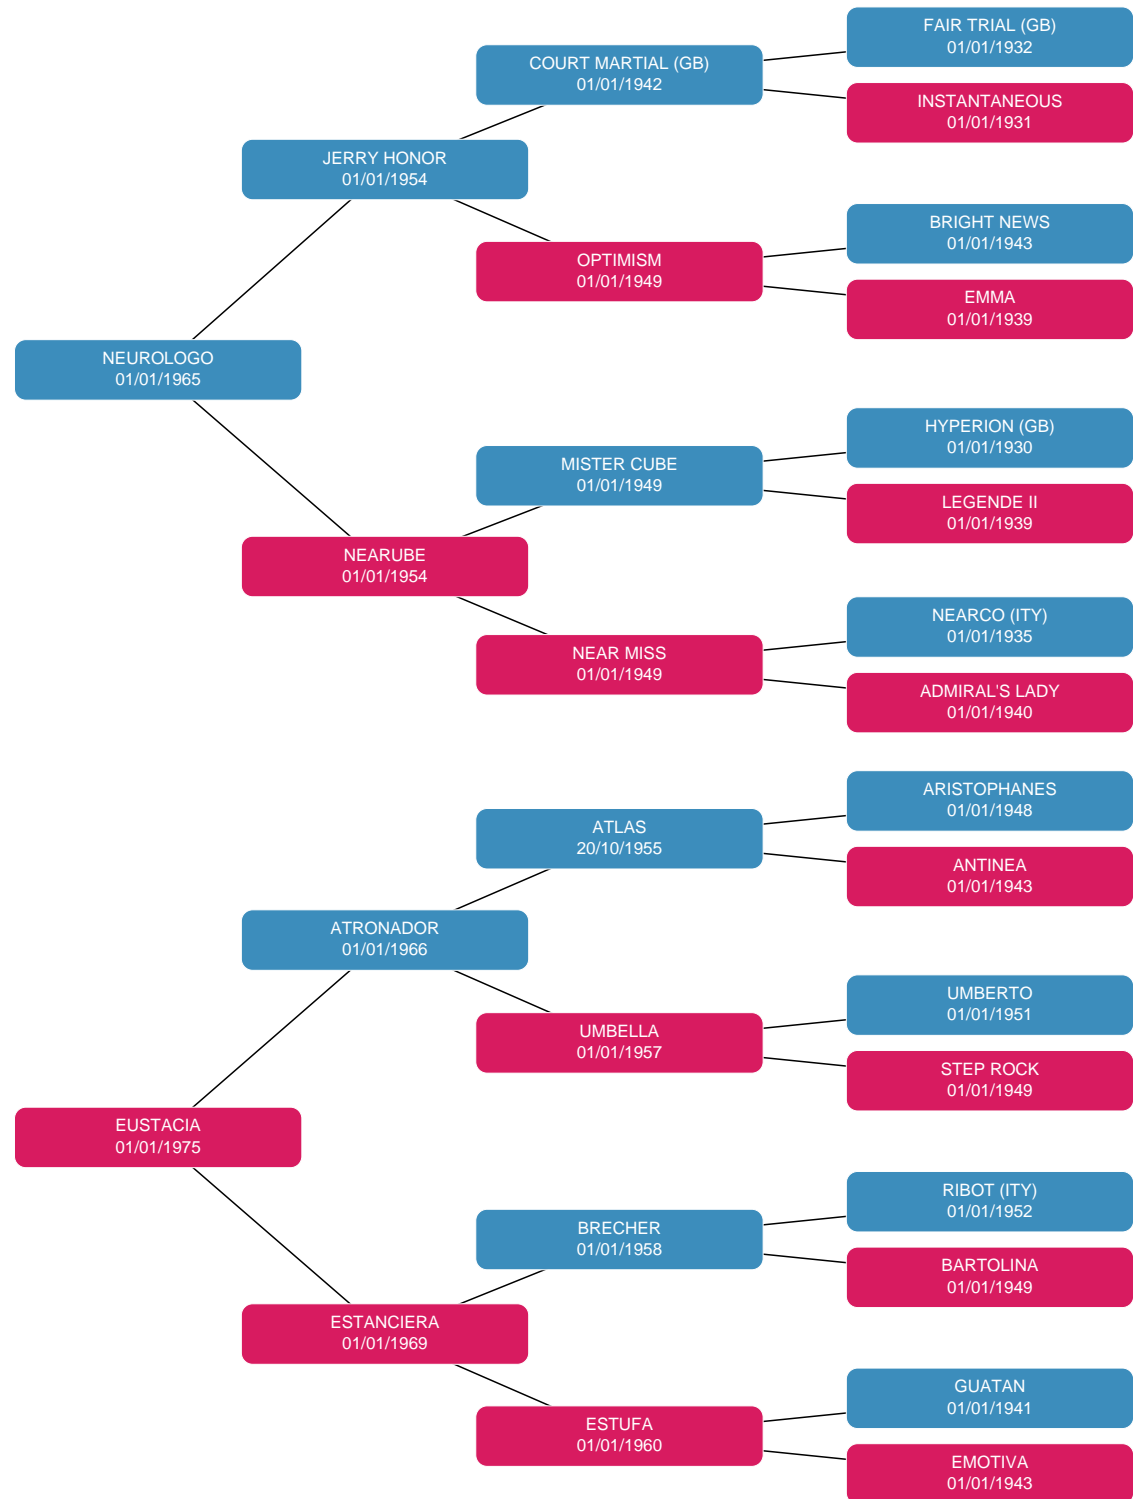 FAIR TRIAL (GB)
01/01/1932
COURT MARTIAL (GB)
01/01/1942
INSTANTANEOUS
01/01/1931
JERRY HONOR
01/01/1954
BRIGHT NEWS
01/01/1943
OPTIMISM
01/01/1949
EMMA
01/01/1939
NEUROLOGO
01/01/1965
HYPERION (GB)
01/01/1930
MISTER CUBE
01/01/1949
LEGENDE II
01/01/1939
NEARUBE
01/01/1954
NEARCO (ITY)
01/01/1935
NEAR MISS
01/01/1949
ADMIRAL'S LADY
01/01/1940
ARISTOPHANES
01/01/1948
ATLAS
20/10/1955
ANTINEA
01/01/1943
ATRONADOR
01/01/1966
UMBERTO
01/01/1951
UMBELLA
01/01/1957
STEP ROCK
01/01/1949
EUSTACIA
01/01/1975
RIBOT (ITY)
01/01/1952
BRECHER
01/01/1958
BARTOLINA
01/01/1949
ESTANCIERA
01/01/1969
GUATAN
01/01/1941
ESTUFA
01/01/1960
EMOTIVA
01/01/1943